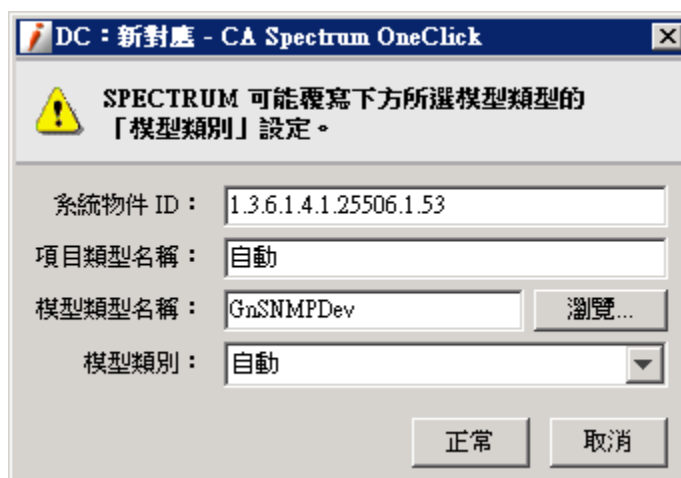 DC：新對應 - CA Spectrum OneClick
SPECTRUM 可能覆寫下方所選模型類型的
「模型類別」設定。
系統物件 ID： 1.3.6.1.4.1.25506.1.53
項目類型名稱： 自動
模型類型名稱： GnSNMPDev 瀏覽...
模型類別： 自動
正常 取消